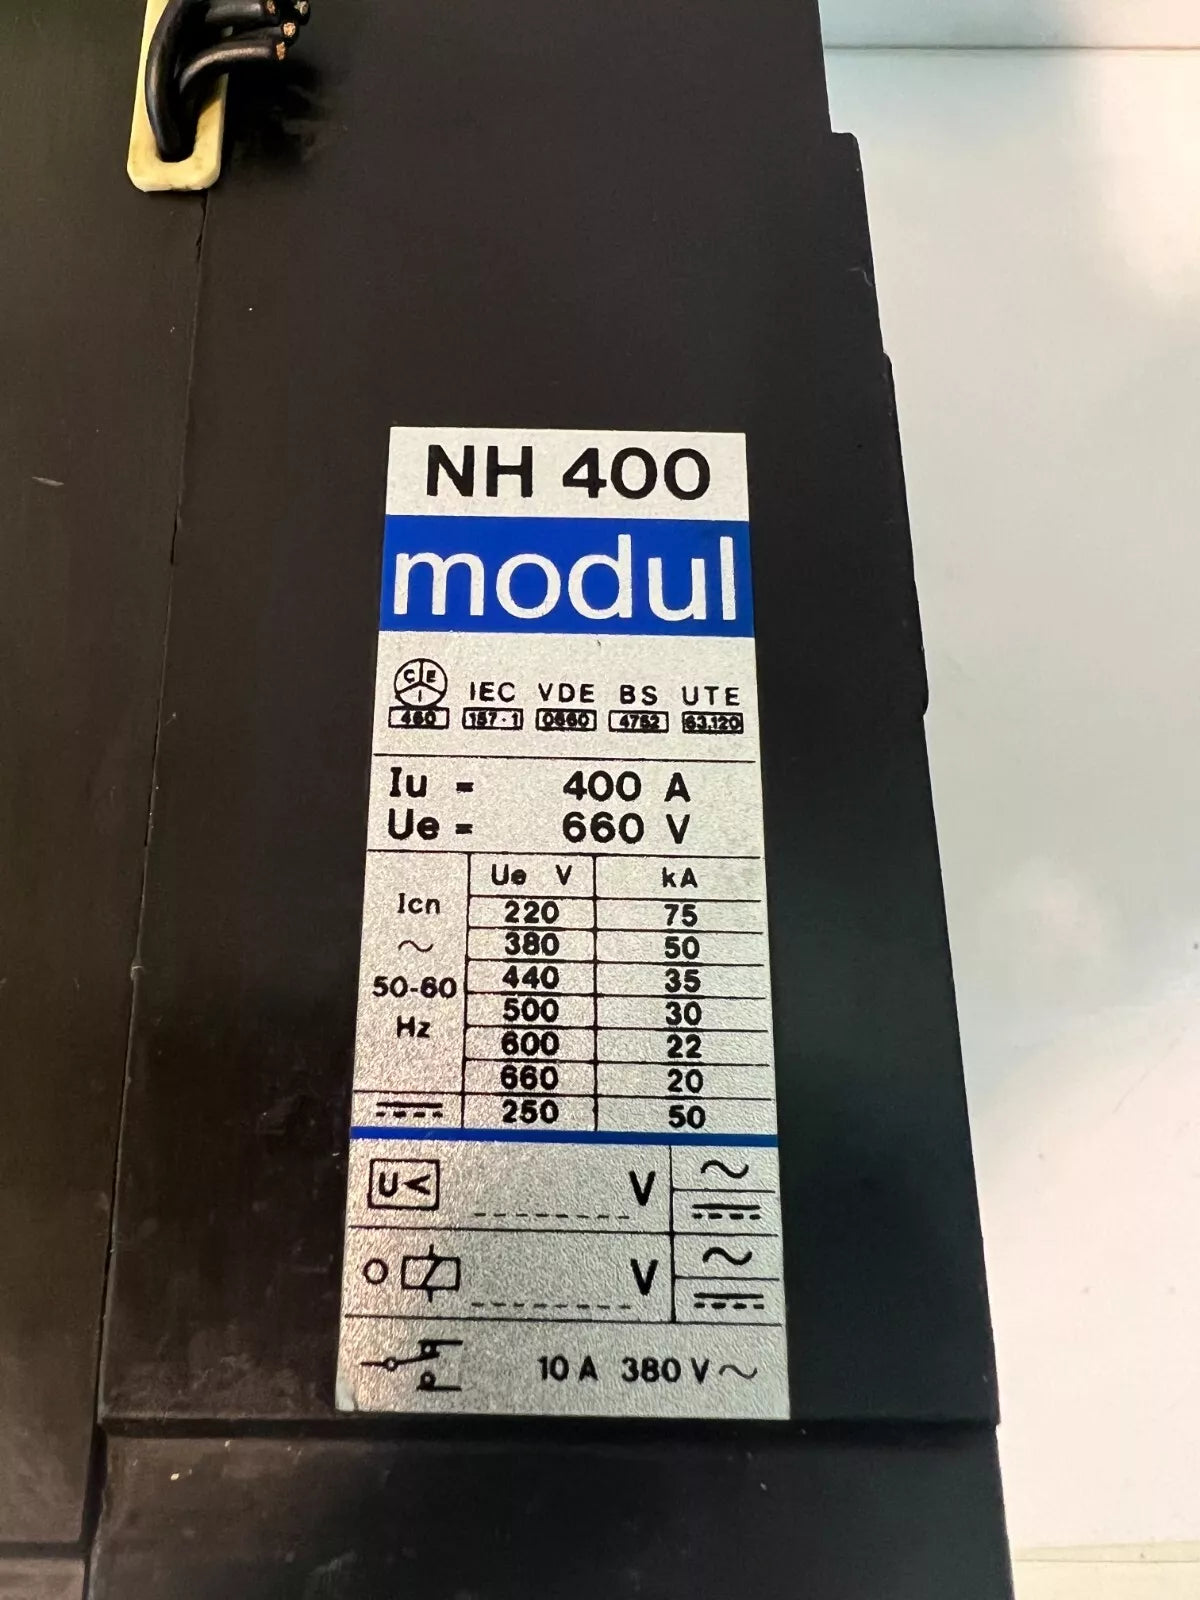 NH 400
modul
CEI IEC VDE BS UTE
460 157-1 0660 4752 63.120
Iu = 400 A
Ue = 660 V
Ue V kA
Icn
~
50-60
Hz
220 75
380 50
440 35
500 30
600 22
660 20
250 50
U< V ~
O V ~
10 A 380 V ~